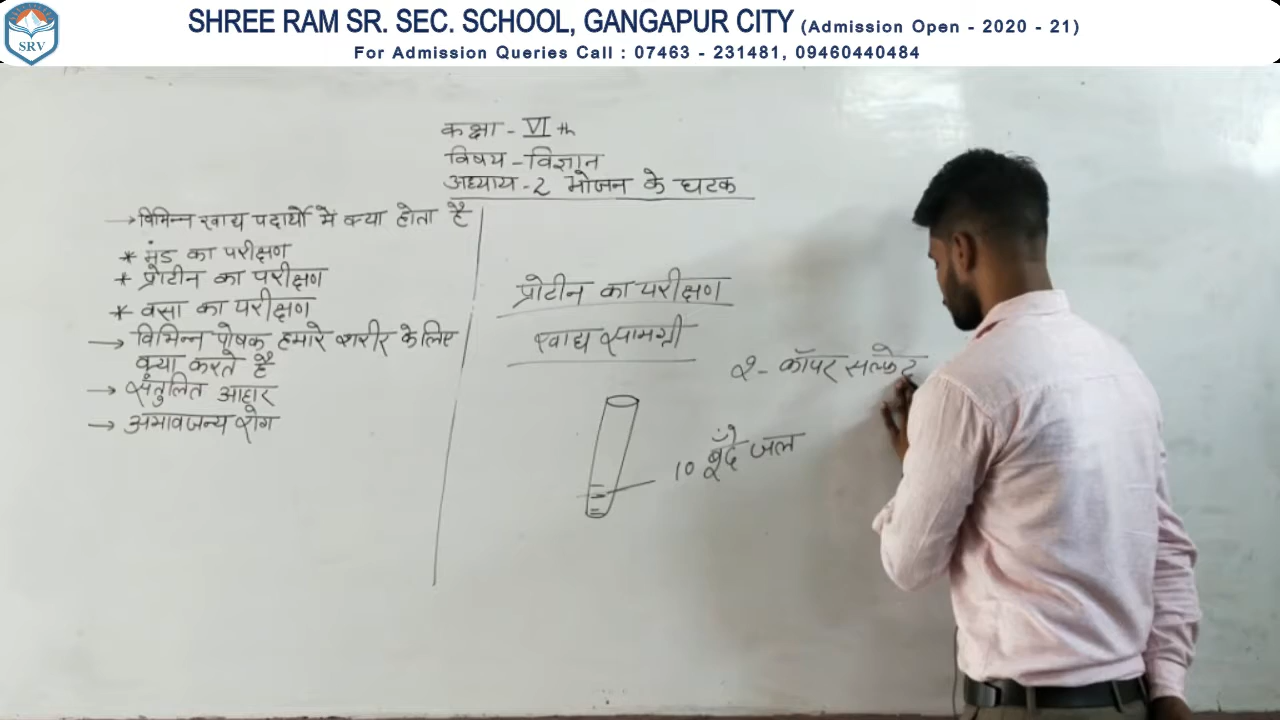 SHREE RAM SR. SEC. SCHOOL, GANGAPUR CITY (Admission Open - 2020 - 21)
For Admission Queries Call : 07463 - 231481, 09460440484
SRV
कक्षा - VI th
विषय - विज्ञान
अध्याय - 2 भोजन के घटक
→ विभिन्न खाद्य पदार्थो में क्या होता है
* मंड का परीक्षण
* प्रोटीन का परीक्षण
* वसा का परीक्षण
→ विभिन्न पोषक हमारे शरीर के लिए
क्या करते है
→ संतुलित आहार
→ अभावजन्य रोग
प्रोटीन का परीक्षण
खाद्य सामग्री
2 - कॉपर सल्फेट
10 बूँदे जल